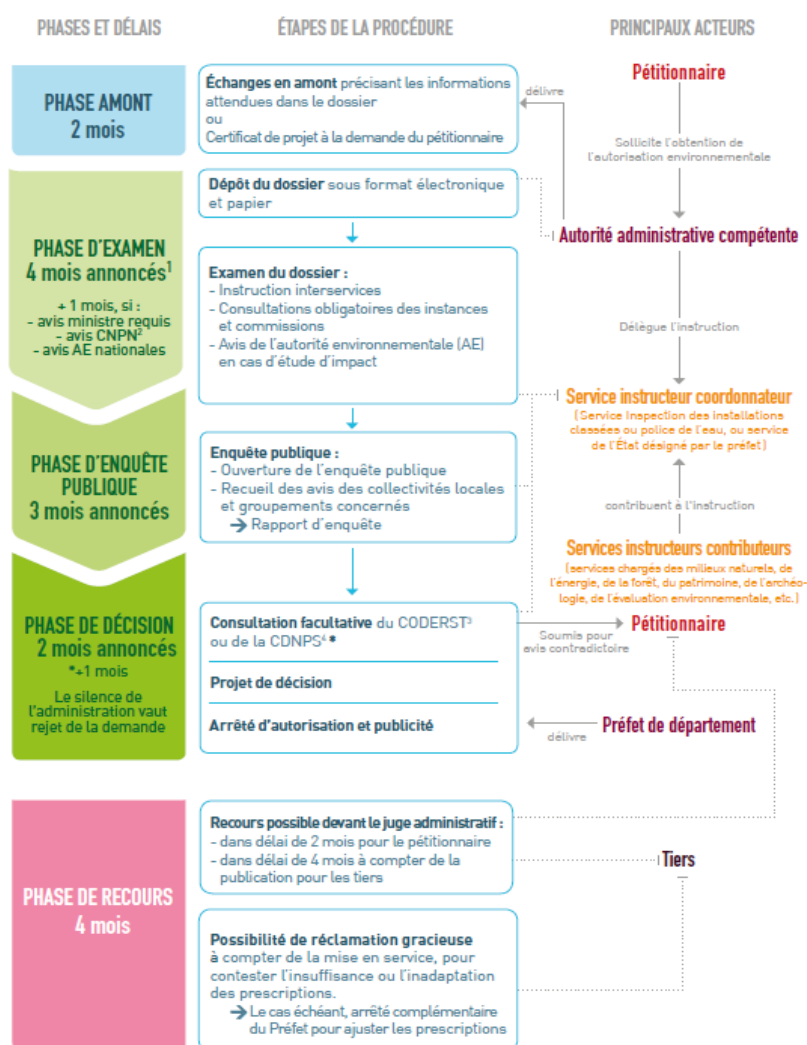 PHASES ET DÉLAIS
ÉTAPES DE LA PROCÉDURE
PRINCIPAUX ACTEURS
PHASE AMONT
2 mois
Échanges en amont précisant les informations
attendues dans le dossier
ou
Certificat de projet à la demande du pétitionnaire
délivre
Pétitionnaire
Sollicite l'obtention de
l'autorisation environnementale
Dépôt du dossier sous format électronique
et papier
Autorité administrative compétente
PHASE D'EXAMEN
4 mois annoncés¹
+ 1 mois, si :
- avis ministre requis
- avis CNPN²
- avis AE nationales
Examen du dossier :
- Instruction interservices
- Consultations obligatoires des instances
et commissions
- Avis de l'autorité environnementale (AE)
en cas d'étude d'impact
Délègue l'instruction
Service instructeur coordonnateur
(Service Inspection des installations
classées ou police de l'eau, ou service
de l'État désigné par le préfet)
PHASE D'ENQUÊTE
PUBLIQUE
3 mois annoncés
Enquête publique :
- Ouverture de l'enquête publique
- Recueil des avis des collectivités locales
et groupements concernés
→ Rapport d'enquête
contribuent à l'instruction
Services instructeurs contributeurs
(services chargés des milieux naturels, de
l'énergie, de la forêt, du patrimoine, de l'archéo-
logie, de l'évaluation environnementale, etc.)
PHASE DE DÉCISION
2 mois annoncés
*+1 mois
Le silence de
l'administration vaut
rejet de la demande
Consultation facultative du CODERST³
ou de la CDNPS⁴ *
Projet de décision
Arrêté d'autorisation et publicité
Soumis pour
avis contradictoire
Pétitionnaire
délivre
Préfet de département
PHASE DE RECOURS
4 mois
Recours possible devant le juge administratif :
- dans délai de 2 mois pour le pétitionnaire
- dans délai de 4 mois à compter de la
publication pour les tiers
Tiers
Possibilité de réclamation gracieuse
à compter de la mise en service, pour
contester l'insuffisance ou l'inadaptation
des prescriptions.
→ Le cas échéant, arrêté complémentaire
du Préfet pour ajuster les prescriptions